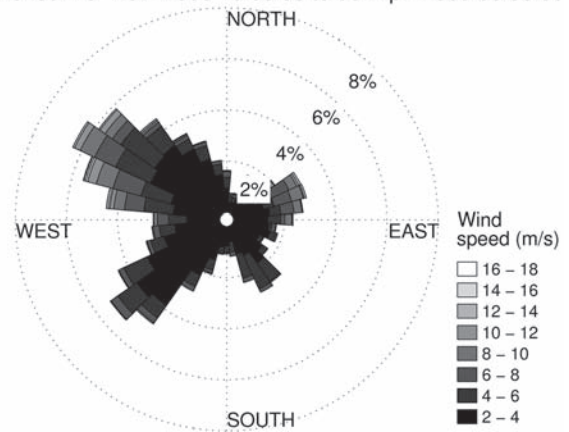 NORTH
8%
6%
4%
2%
WEST
EAST
SOUTH
Wind
speed (m/s)
16 – 18
14 – 16
12 – 14
10 – 12
8 – 10
6 – 8
4 – 6
2 – 4